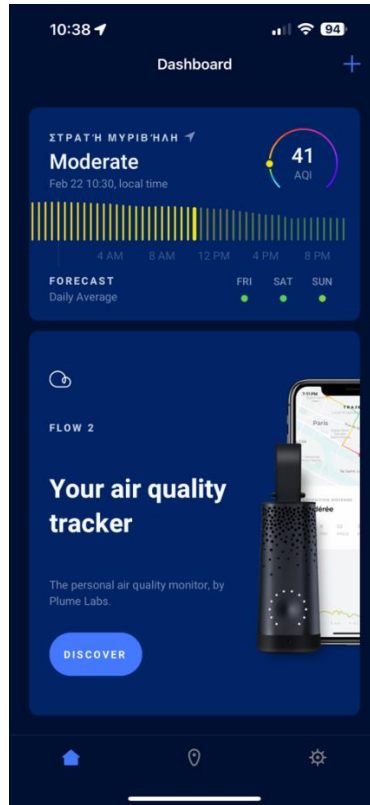 10:38
94
Dashboard
ΣΤΡΑΤΉ ΜΥΡΙΒΉΛΗ
Moderate
Feb 22 10:30, local time
41
AQI
4 AM 8 AM 12 PM 4 PM 8 PM
FORECAST
Daily Average
FRI SAT SUN
FLOW 2
Your air quality
tracker
The personal air quality monitor, by
Plume Labs.
DISCOVER
Paris